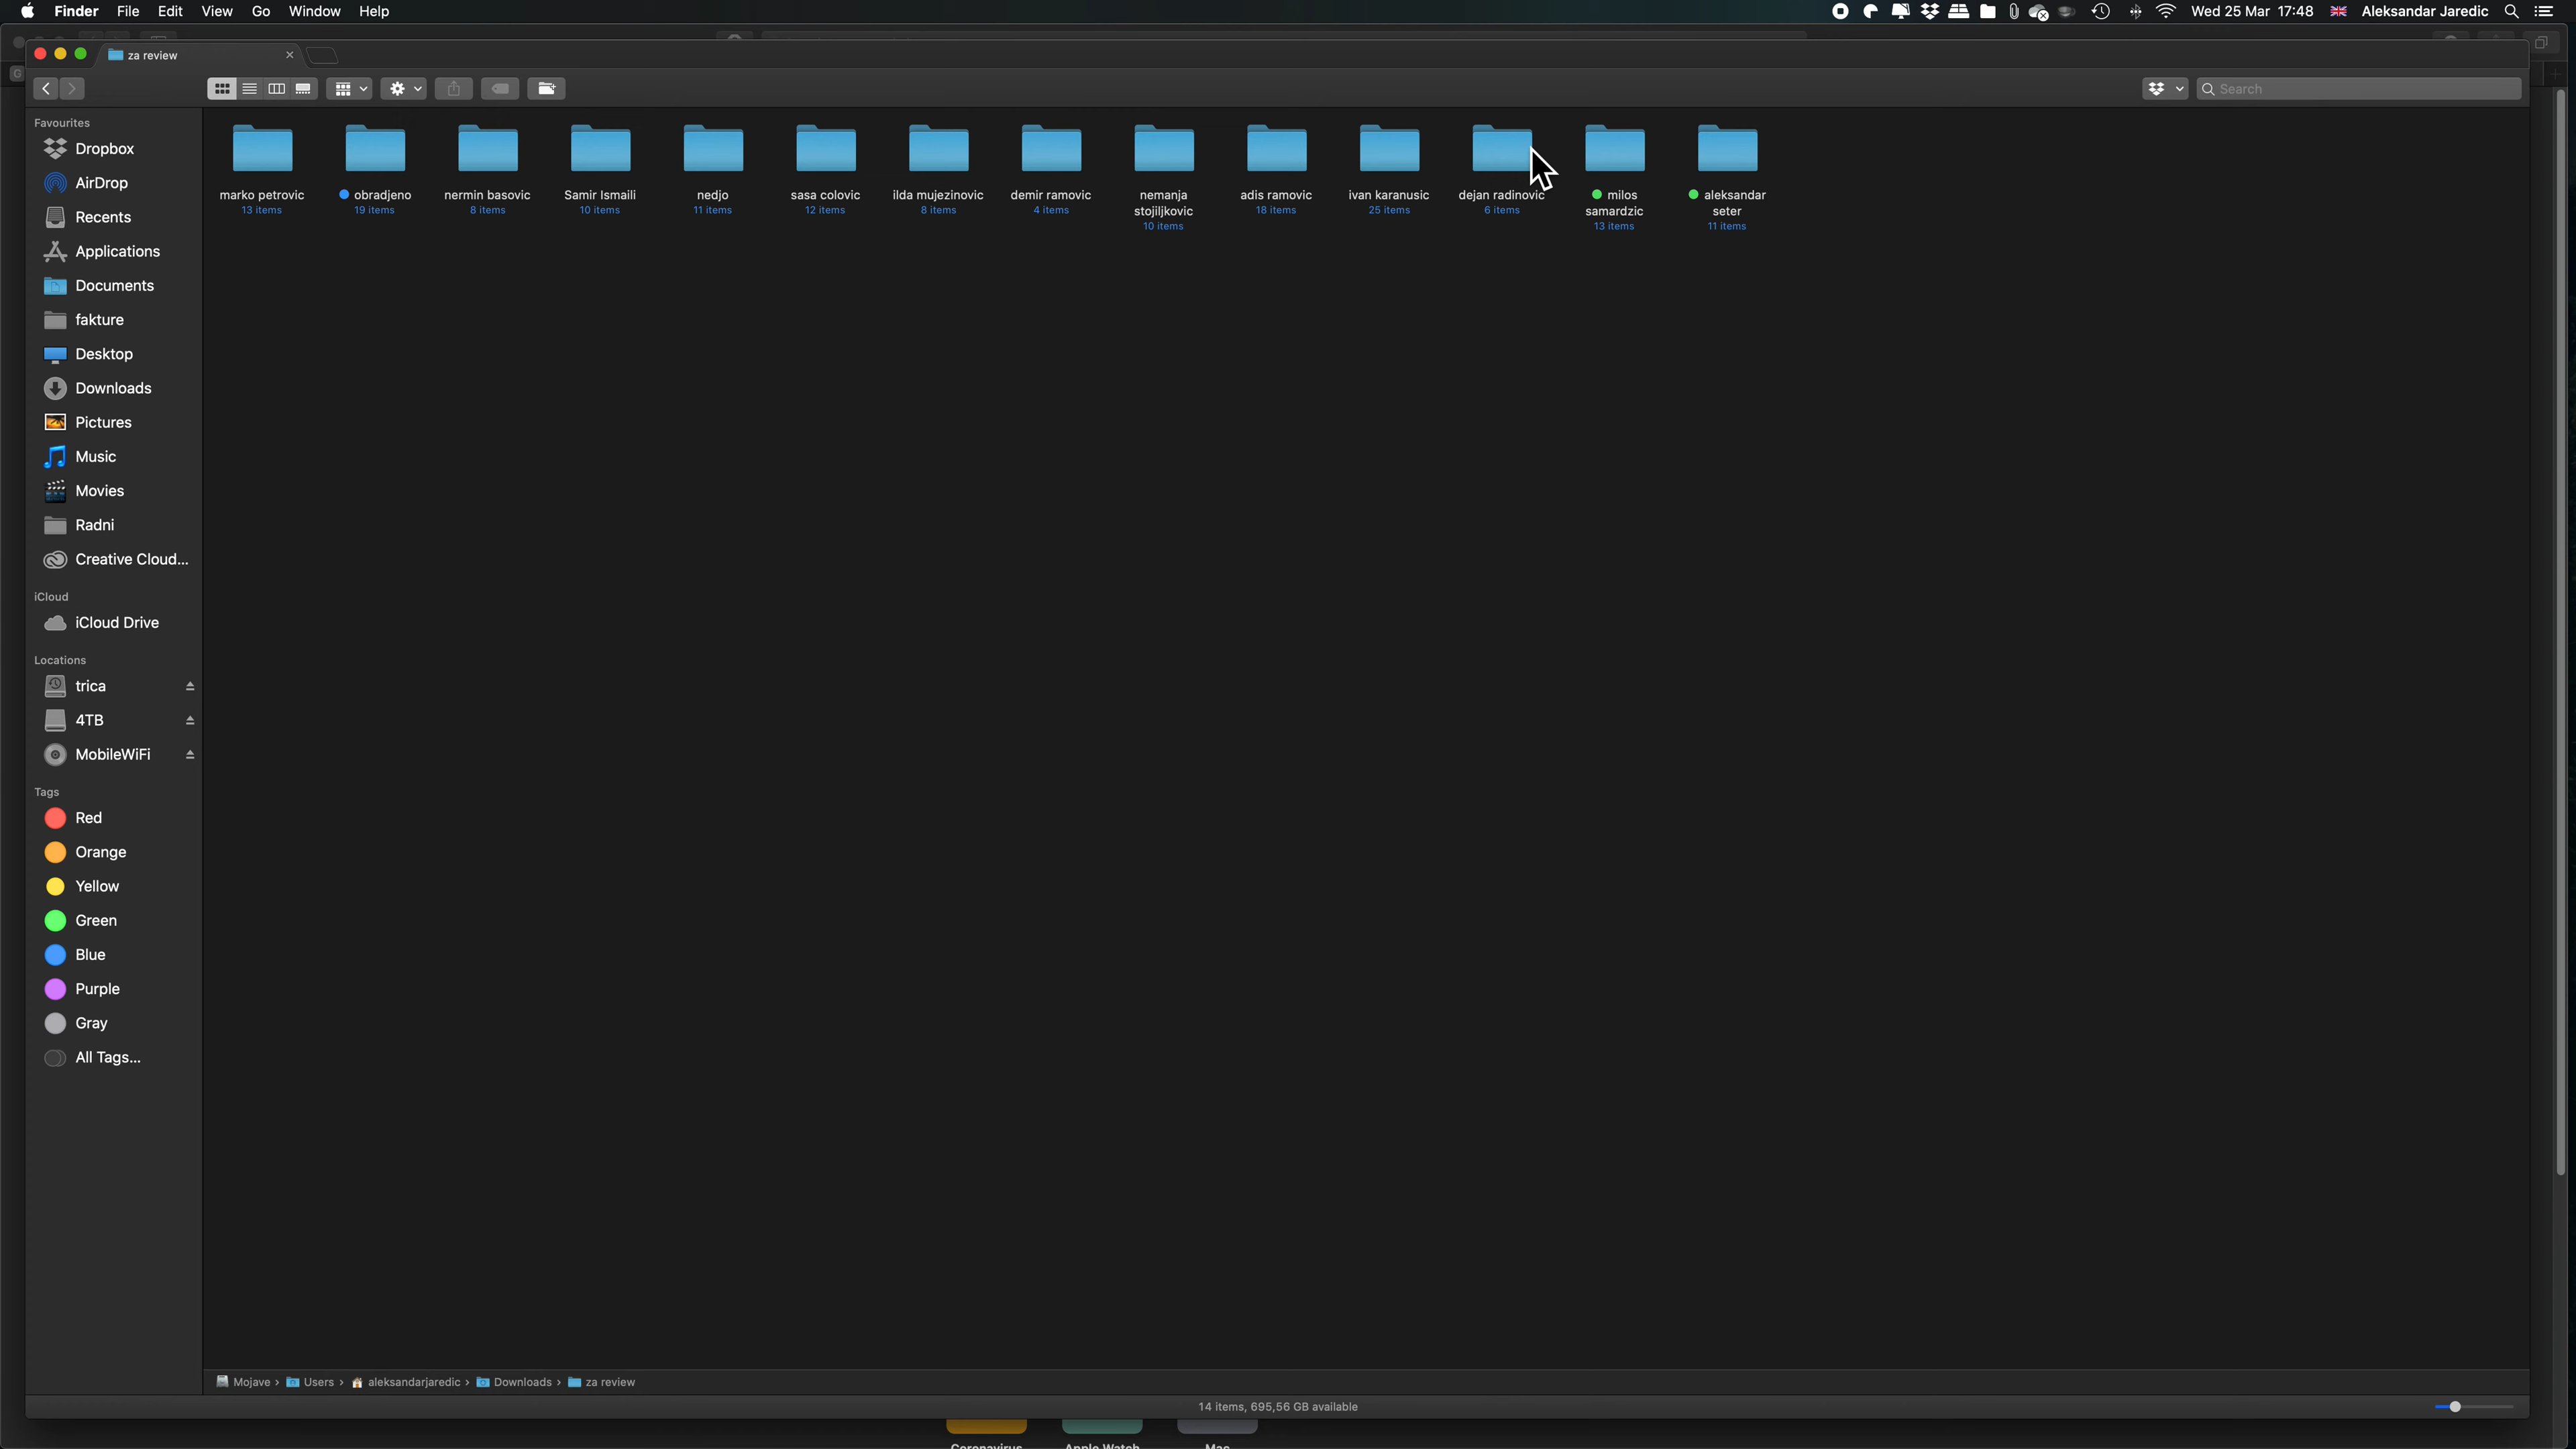 Finder File Edit View Go Window Help
Wed 25 Mar 17:48 Aleksandar Jaredic
za review
Search
Favourites
Dropbox
AirDrop
Recents
Applications
Documents
fakture
Desktop
Downloads
Pictures
Music
Movies
Radni
Creative Cloud...
iCloud
iCloud Drive
Locations
trica
4TB
MobileWiFi
Tags
Red
Orange
Yellow
Green
Blue
Purple
Gray
All Tags...
marko petrovic
13 items
obradjeno
19 items
nermin basovic
8 items
Samir Ismaili
10 items
nedjo
11 items
sasa colovic
12 items
ilda mujezinovic
8 items
demir ramovic
4 items
nemanja
stojiljkovic
10 items
adis ramovic
18 items
ivan karanusic
25 items
dejan radinovic
6 items
milos
samardzic
13 items
aleksandar
seter
11 items
Mojave › Users › aleksandarjaredic › Downloads › za review
14 items, 695,56 GB available
Coronavirus Apple Watch Mac